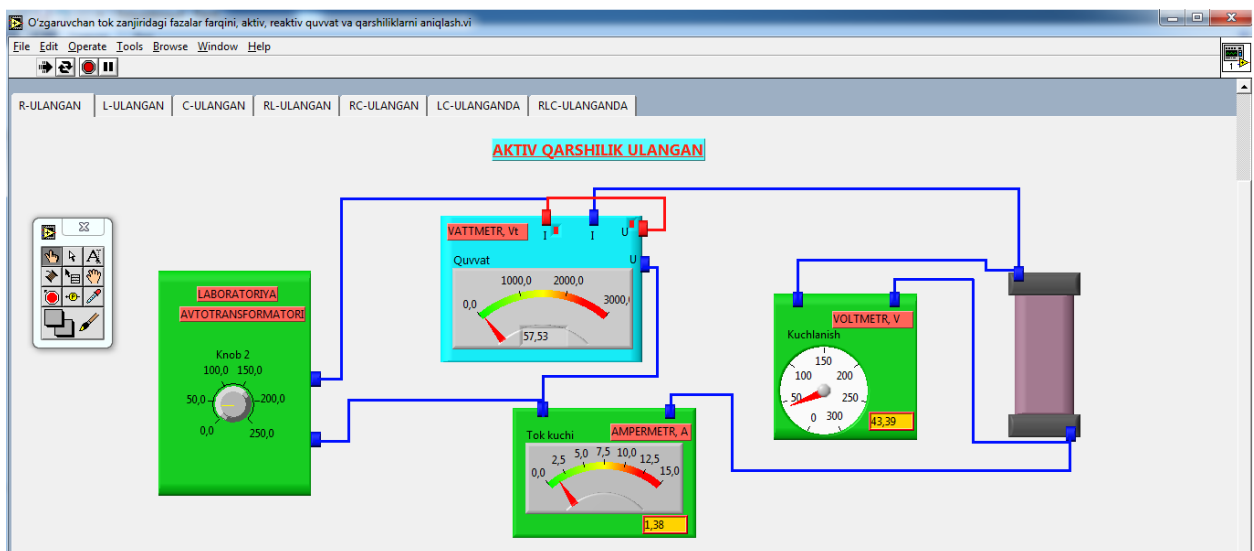 O'zgaruvchan tok zanjiridagi fazalar farqini, aktiv, reaktiv quvvat va qarshiliklarni aniqlash.vi
File Edit Operate Tools Browse Window Help
1
R-ULANGAN L-ULANGAN C-ULANGAN RL-ULANGAN RC-ULANGAN LC-ULANGANDA RLC-ULANGANDA
AKTIV QARSHILIK ULANGAN
VATTMETR, Vt I I U
Quvvat U
1000,0 2000,0
0,0 3000,
57,53
LABORATORIYA
AVTOTRANSFORMATORI
Knob 2
100,0 150,0
50,0 200,0
0,0 250,0
VOLTMETR, V
Kuchlanish
150
100 200
50 250
0 300
43,39
Tok kuchi AMPERMETR, A
5,0 7,5 10,0
2,5 12,5
0,0 15,0
1,38